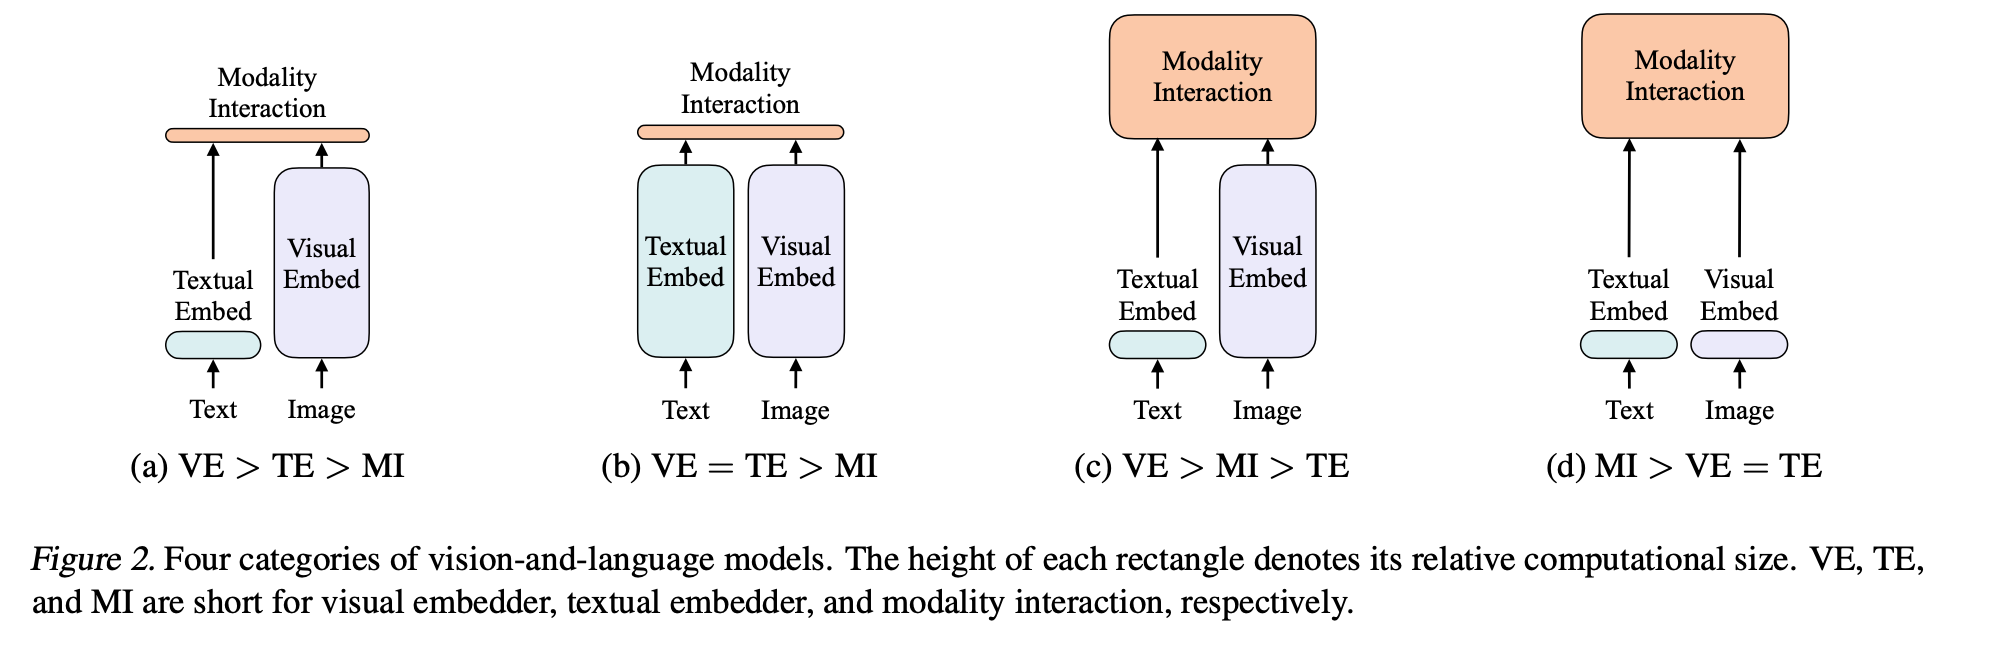 Modality
Interaction
Textual
Embed
Visual
Embed
Text
Image
(a) VE > TE > MI
Modality
Interaction
Textual
Embed
Visual
Embed
Text
Image
(b) VE = TE > MI
Modality
Interaction
Textual
Embed
Visual
Embed
Text
Image
(c) VE > MI > TE
Modality
Interaction
Textual
Embed
Visual
Embed
Text
Image
(d) MI > VE = TE
Figure 2. Four categories of vision-and-language models. The height of each rectangle denotes its relative computational size. VE, TE,
and MI are short for visual embedder, textual embedder, and modality interaction, respectively.